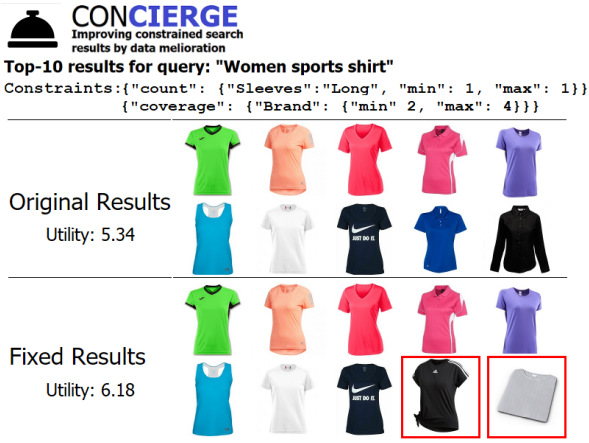 CONCIERGE
Improving constrained search
results by data melioration
Top-10 results for query: "Women sports shirt"
Constraints:{"count": {"Sleeves":"Long", "min": 1, "max": 1}}
{"coverage": {"Brand": {"min" 2, "max": 4}}}
Original Results
Utility: 5.34
JUST DO IT.
Fixed Results
Utility: 6.18
JUST DO IT.